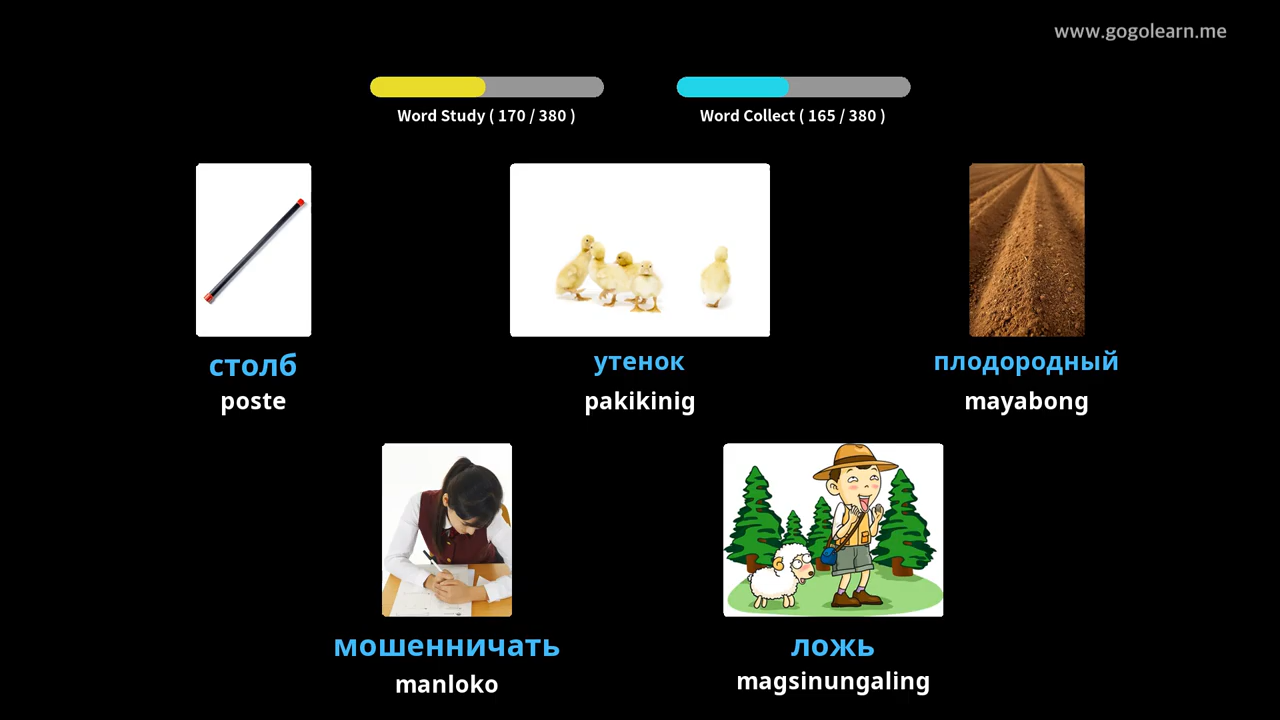 www.gogolearn.me
Word Study ( 170 / 380 )
Word Collect ( 165 / 380 )
столб
poste
утенок
pakikinig
плодородный
mayabong
мошенничать
manloko
ложь
magsinungaling